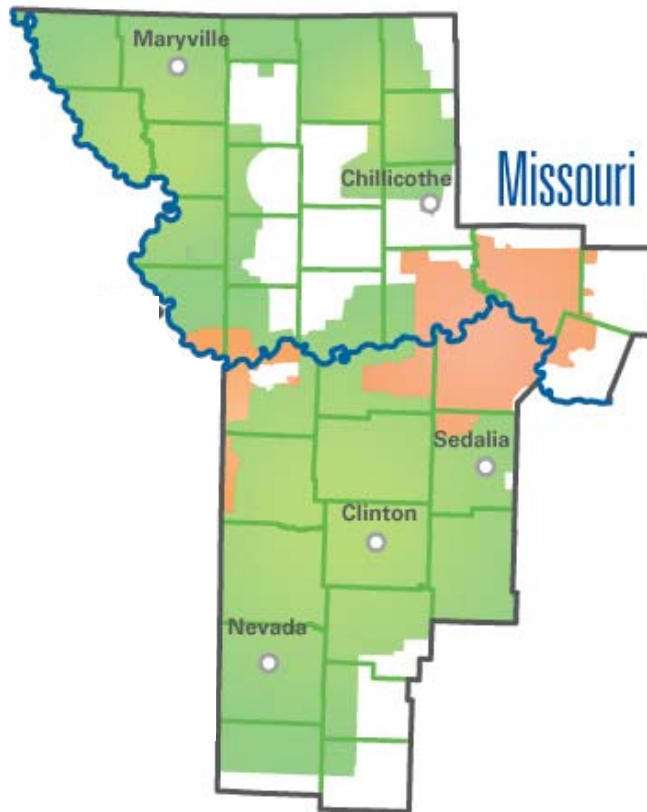 Maryville
Chillicothe
Missouri
Sedalia
Clinton
Nevada